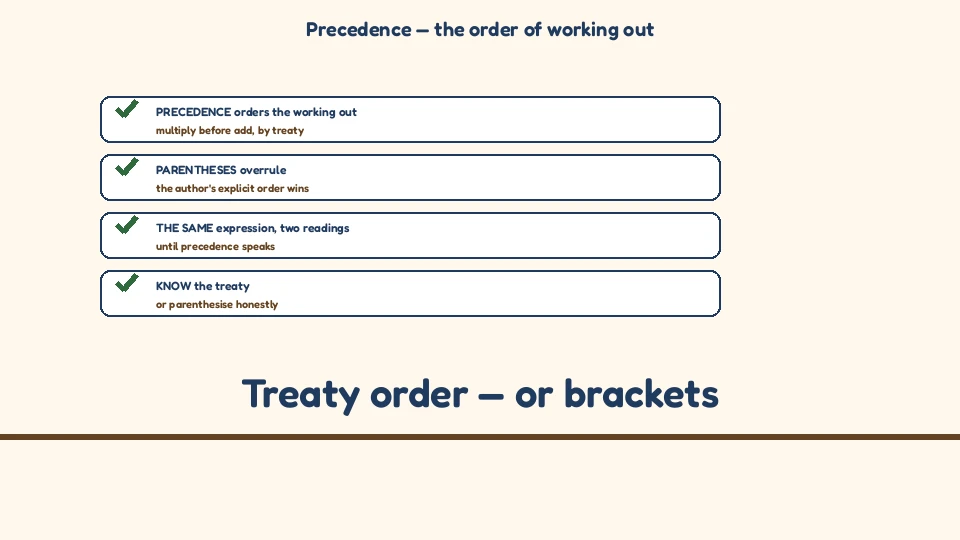 Precedence — the order of working out
PRECEDENCE orders the working out
multiply before add, by treaty
PARENTHESES overrule
the author's explicit order wins
THE SAME expression, two readings
until precedence speaks
KNOW the treaty
or parenthesise honestly
Treaty order — or brackets